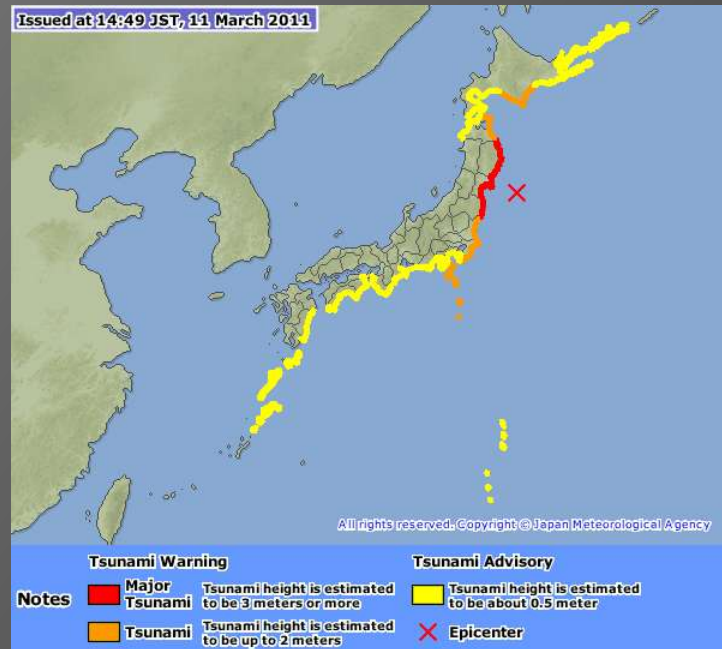 Issued at 14:49 JST, 11 March 2011
All rights reserved. Copyright © Japan Meteorological Agency
Notes
Tsunami Warning
Major Tsunami
Tsunami height is estimated
to be 3 meters or more
Tsunami
Tsunami height is estimated
to be up to 2 meters
Tsunami Advisory
Tsunami height is estimated
to be about 0.5 meter
Epicenter